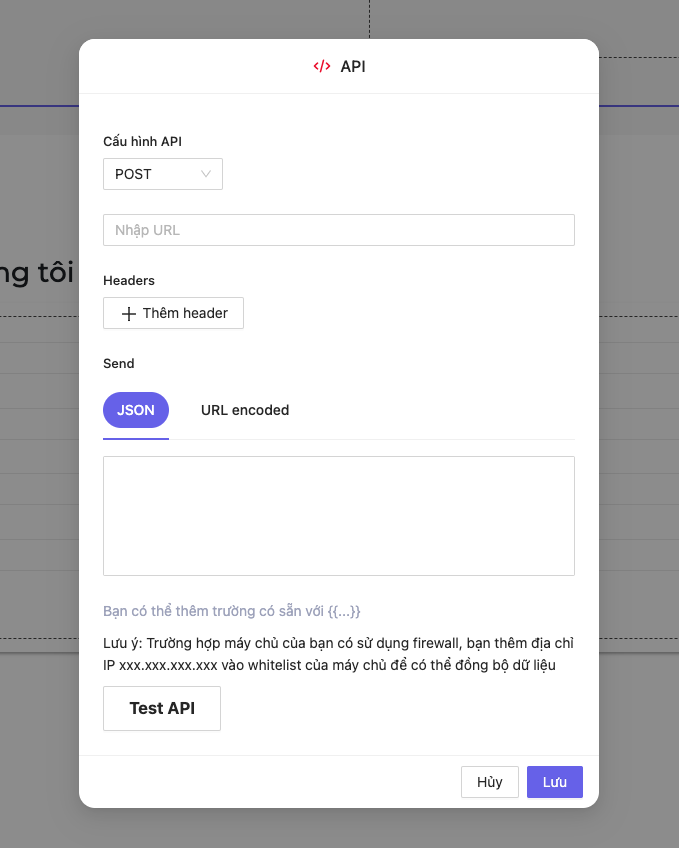 </> API
Cấu hình API
POST
Nhập URL
ng tôi
Headers
+ Thêm header
Send
JSON URL encoded
Bạn có thể thêm trường có sẵn với {{...}}
Lưu ý: Trường hợp máy chủ của bạn có sử dụng firewall, bạn thêm địa chỉ
IP xxx.xxx.xxx.xxx vào whitelist của máy chủ để có thể đồng bộ dữ liệu
Test API
Hủy Lưu